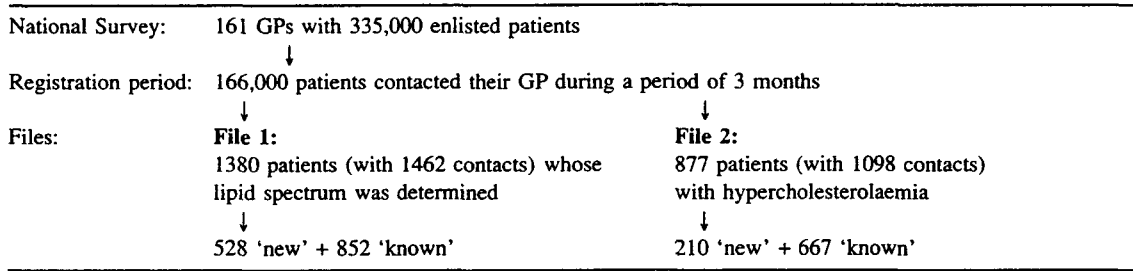 National Survey: 161 GPs with 335,000 enlisted patients
↓
Registration period: 166,000 patients contacted their GP during a period of 3 months
↓ ↓
Files: File 1: File 2:
1380 patients (with 1462 contacts) whose 877 patients (with 1098 contacts)
lipid spectrum was determined with hypercholesterolaemia
↓ ↓
528 ‘new’ + 852 ‘known’ 210 ‘new’ + 667 ‘known’